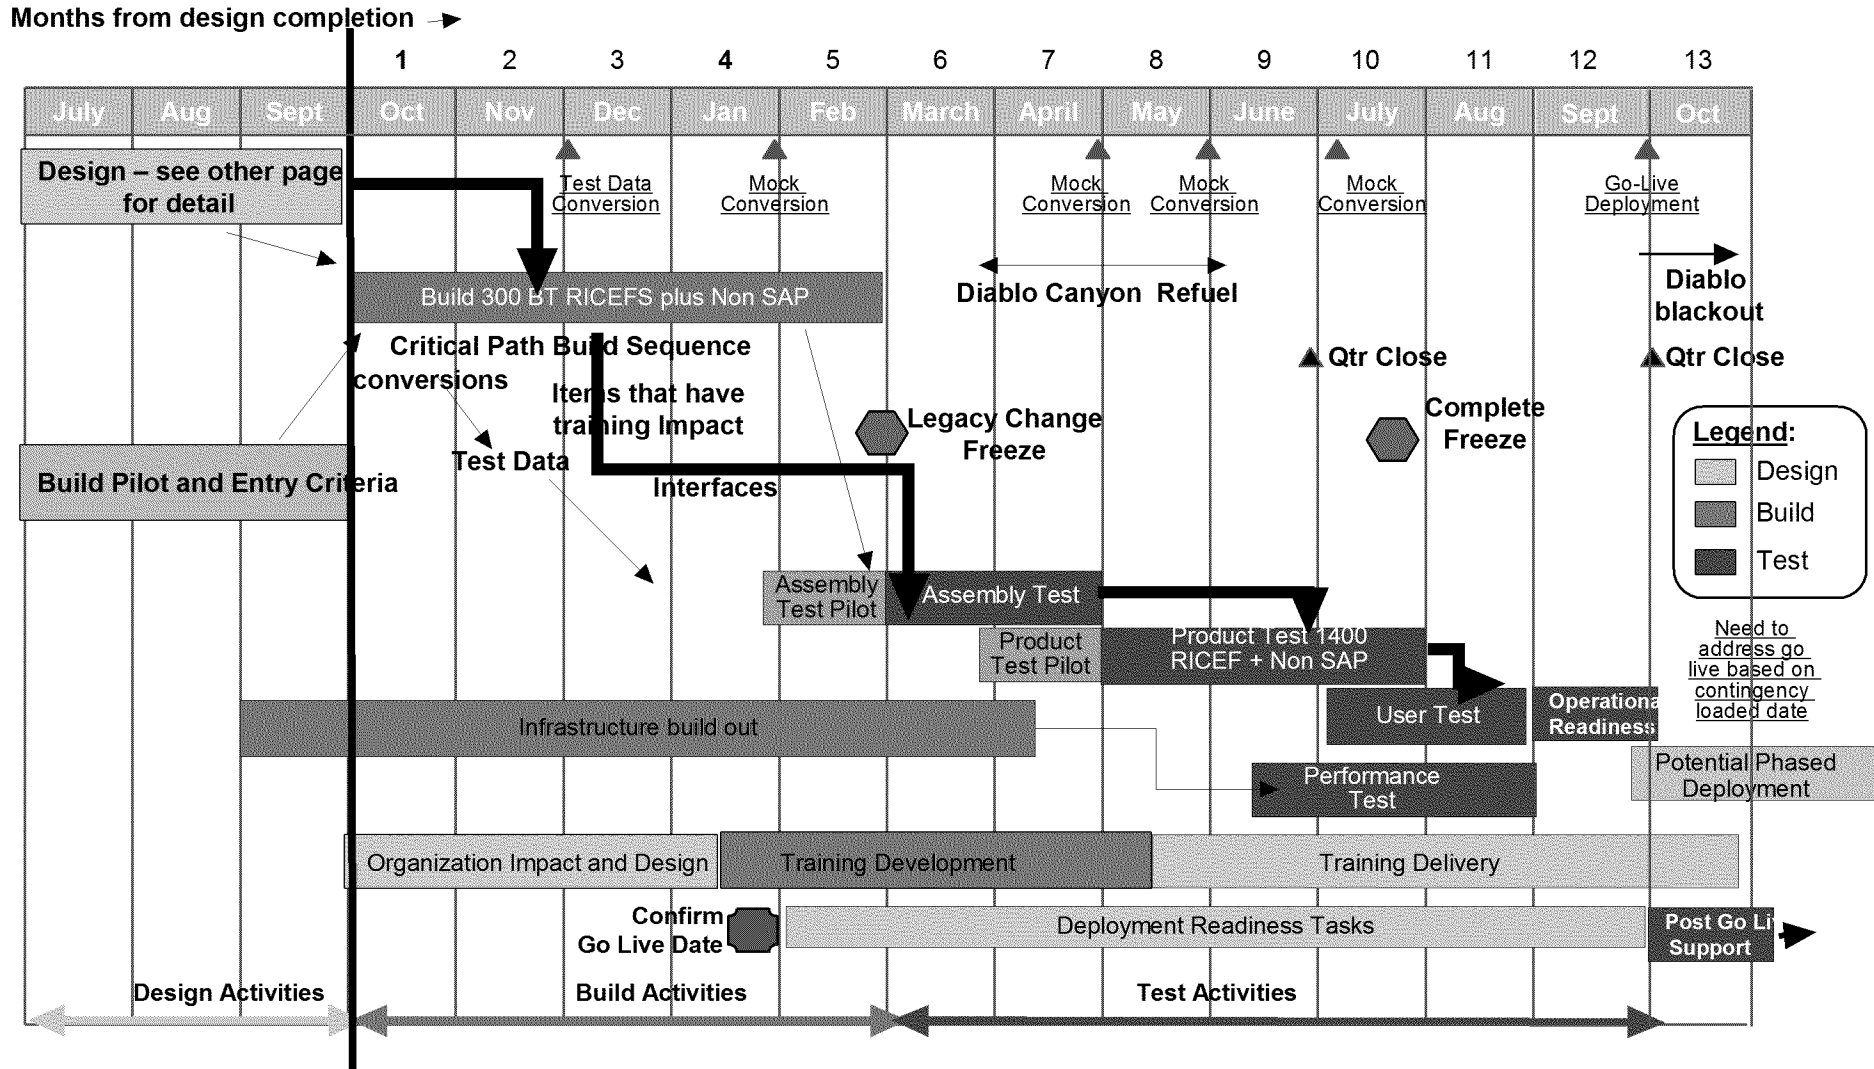 Months from design completion
1 2 3 4 5 6 7 8 9 10 11 12 13
July Aug Sept Oct Nov Dec Jan Feb March April May June July Aug Sept Oct
Design – see other page
for detail
Test Data
Conversion
Mock
Conversion
Mock
Conversion
Mock
Conversion
Mock
Conversion
Go-Live
Deployment
Build 300 BT RICEFS plus Non SAP
Diablo Canyon Refuel
Diablo
blackout
Critical Path Build Sequence
conversions
Items that have
training Impact
Qtr Close
Qtr Close
Legacy Change
Freeze
Complete
Freeze
Test Data
Interfaces
Build Pilot and Entry Criteria
Legend:
Design
Build
Test
Assembly
Test Pilot
Assembly Test
Product
Test Pilot
Product Test 1400
RICEF + Non SAP
Need to
address go
live based on
contingency
loaded date
Infrastructure build out
User Test
Operationa
Readiness
Performance
Test
Potential Phased
Deployment
Organization Impact and Design
Training Development
Training Delivery
Confirm
Go Live Date
Deployment Readiness Tasks
Post Go Li
Support
Design Activities
Build Activities
Test Activities